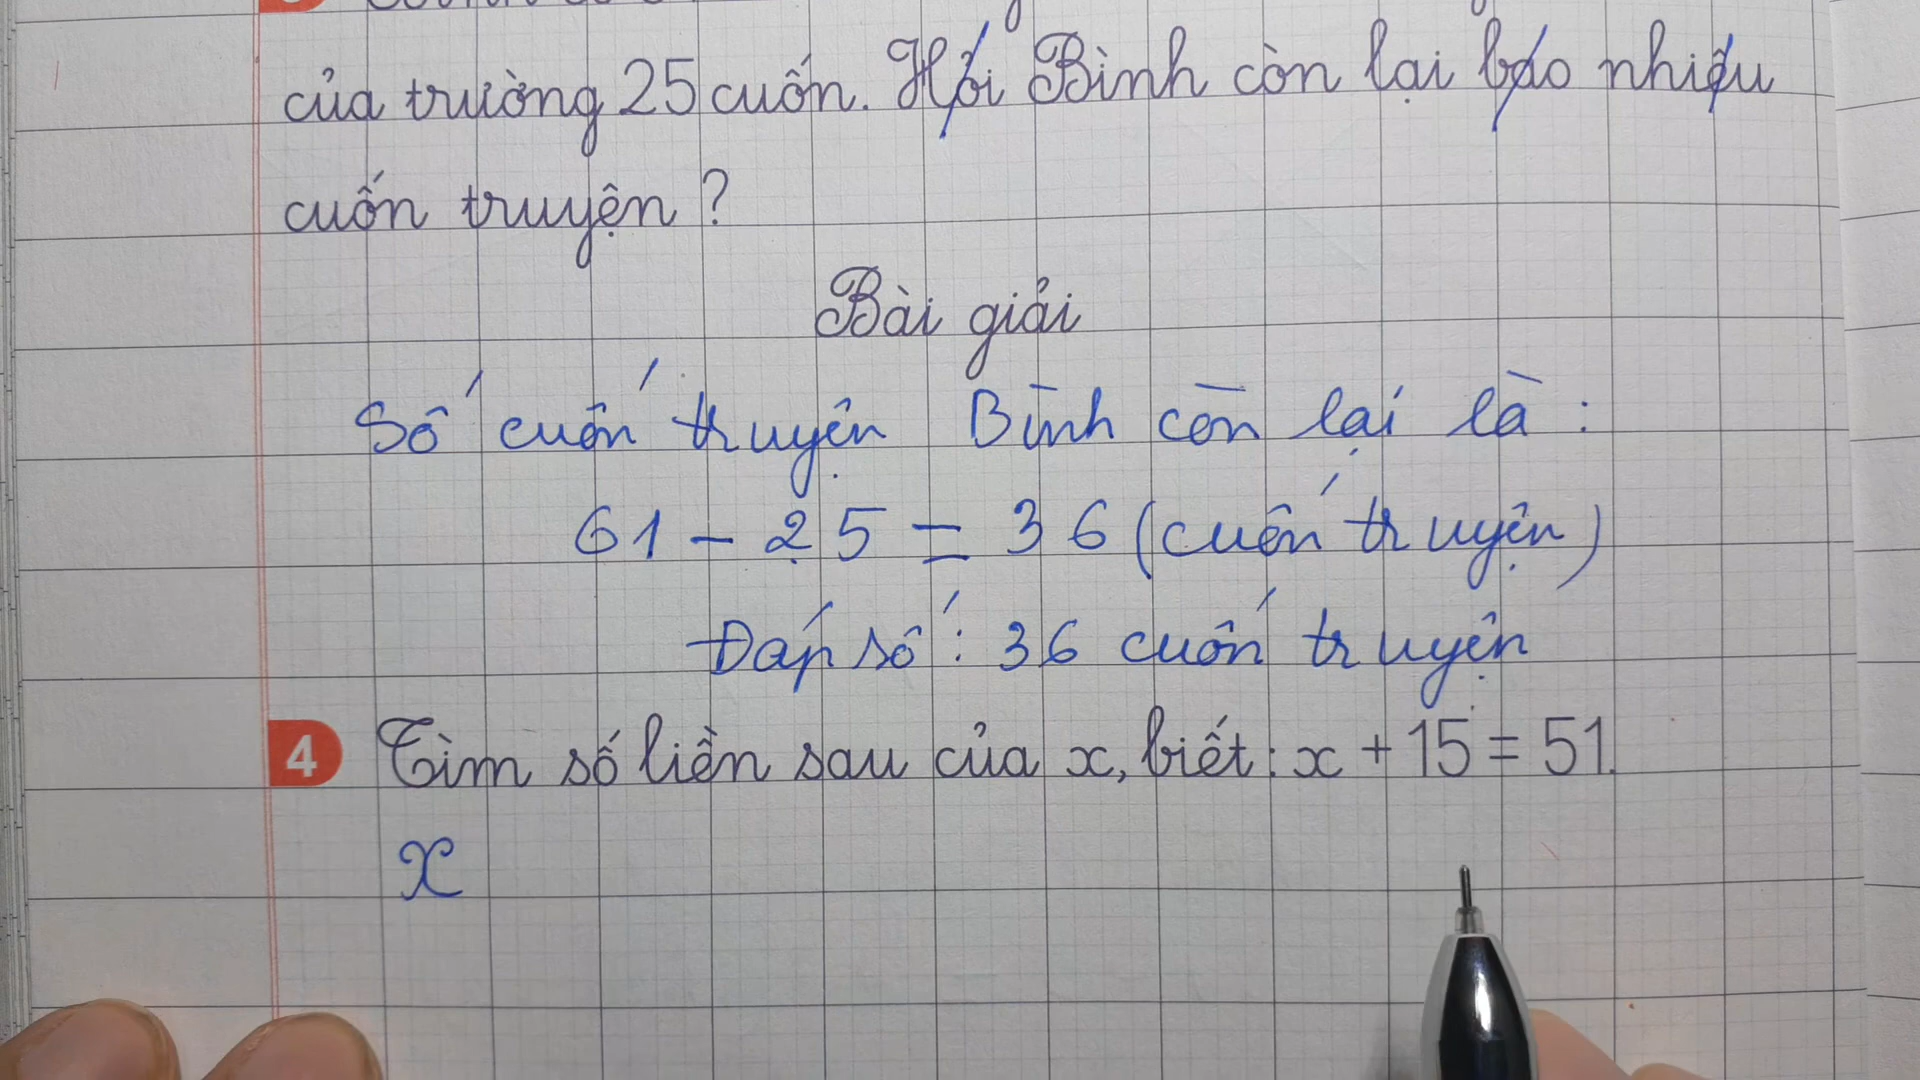 của trường 25 cuốn. Hỏi Bình còn lại bao nhiêu
cuốn truyện ?
Bài giải
Số cuốn truyện Bình còn lại là :
61 - 25 = 36 (cuốn truyện)
Đáp số : 36 cuốn truyện
4 Tìm số liền sau của x, biết : x + 15 = 51.
x